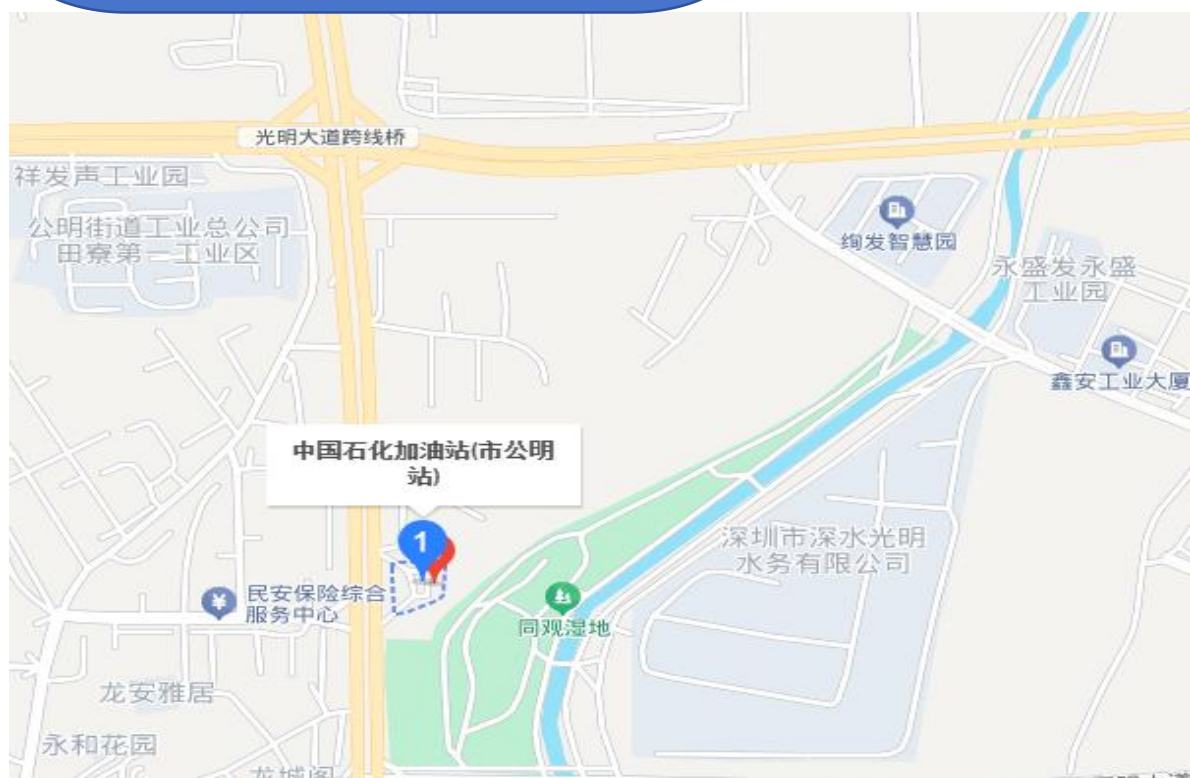 光明大道跨线桥
祥发声工业园
公明街道工业总公司
田寮第一工业区
绚发智慧园
永盛发永盛
工业园
鑫安工业大厦
中国石化加油站(市公明
站)
1
深圳市深水光明
水务有限公司
¥
民安保险综合
服务中心
同观湿地
龙安雅居
永和花园